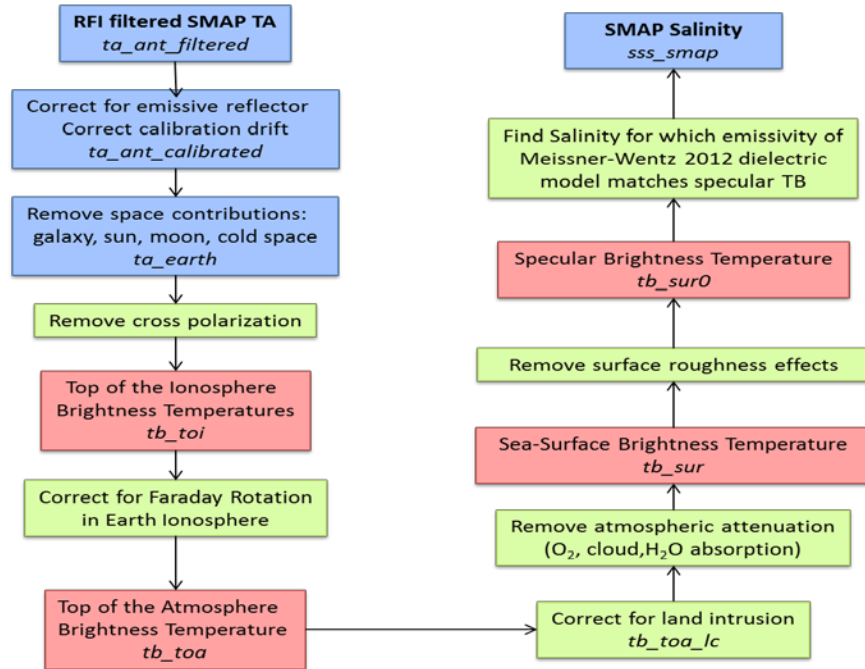 RFI filtered SMAP TA
ta_ant_filtered
Correct for emissive reflector
Correct calibration drift
ta_ant_calibrated
Remove space contributions:
galaxy, sun, moon, cold space
ta_earth
Remove cross polarization
Top of the Ionosphere
Brightness Temperatures
tb_toi
Correct for Faraday Rotation
in Earth Ionosphere
Top of the Atmosphere
Brightness Temperature
tb_toa
Correct for land intrusion
tb_toa_lc
Remove atmospheric attenuation
(O₂, cloud,H₂O absorption)
Sea-Surface Brightness Temperature
tb_sur
Remove surface roughness effects
Specular Brightness Temperature
tb_sur0
Find Salinity for which emissivity of
Meissner-Wentz 2012 dielectric
model matches specular TB
SMAP Salinity
sss_smap